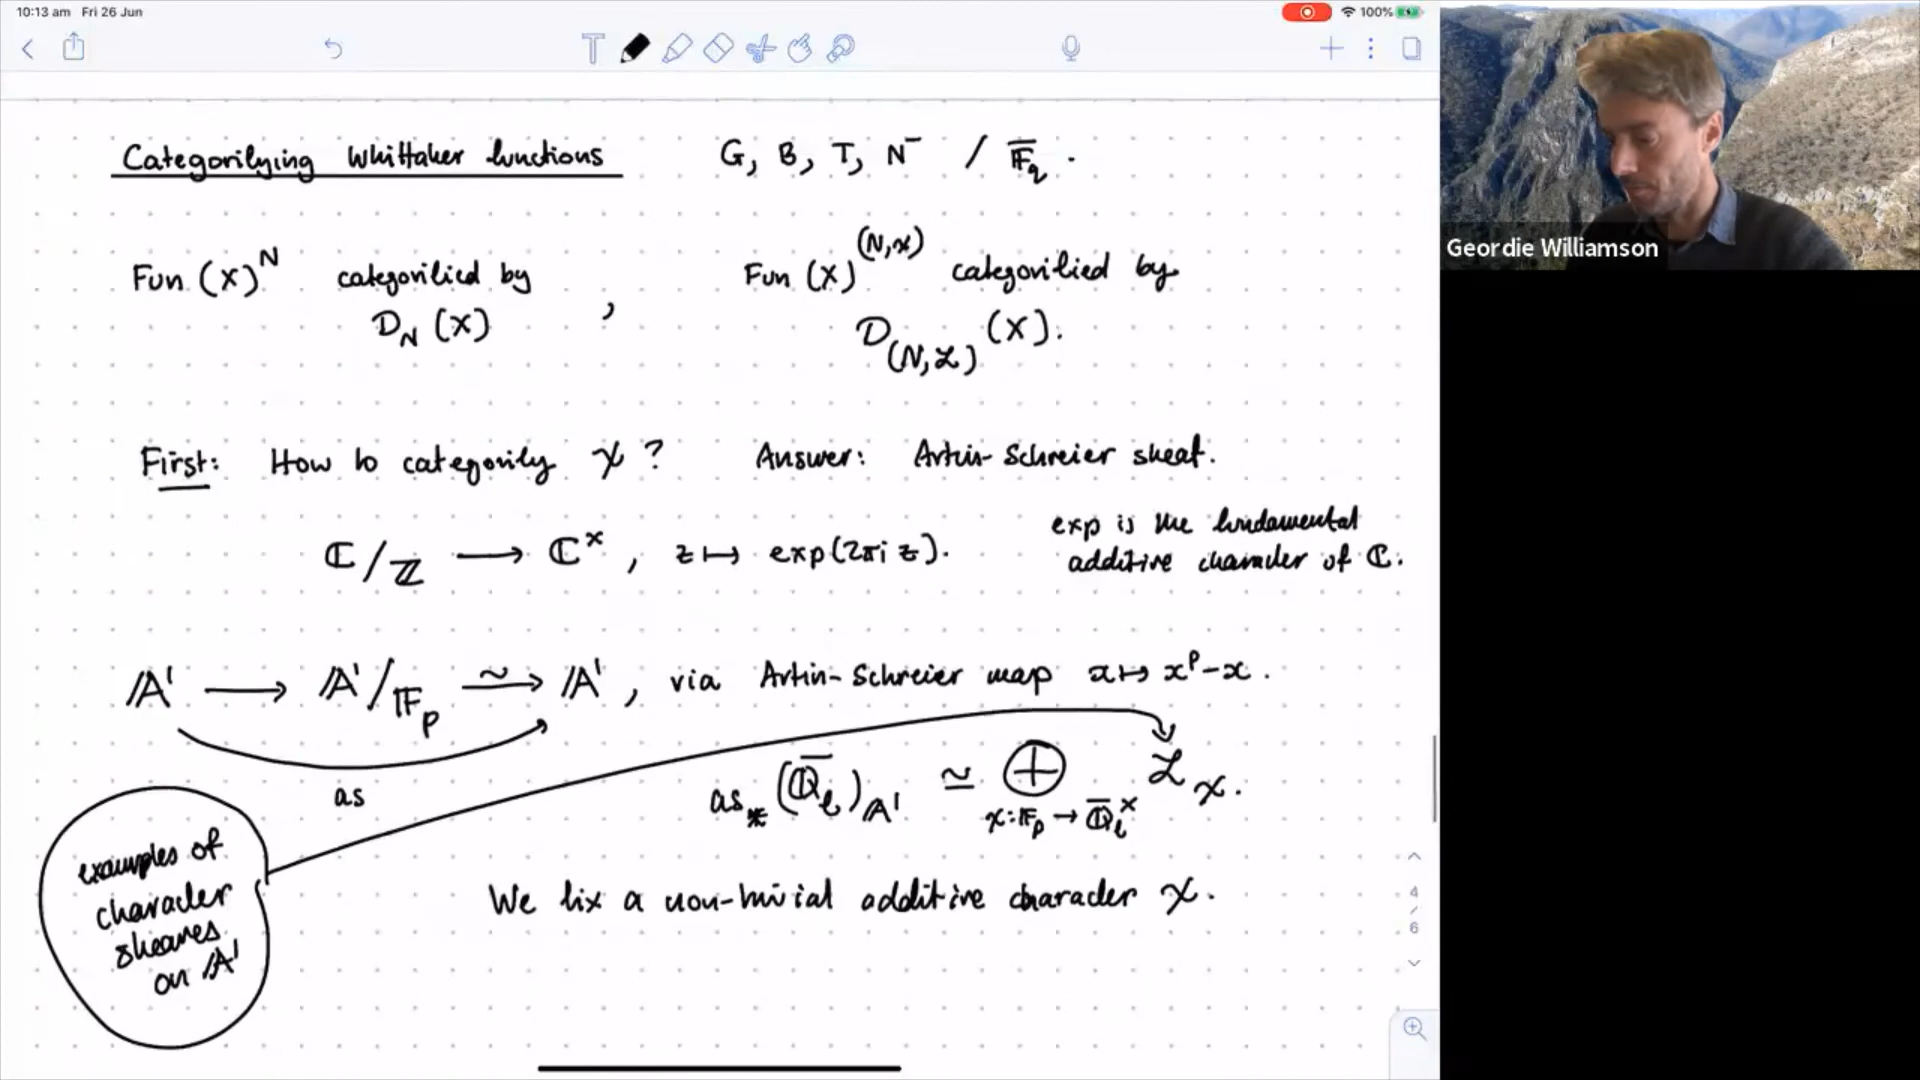 10:13 am Fri 26 Jun
100%
Categorifying Whittaker functions G, B, T, N⁻ / F̅_q .
Fun (X)^N categorified by D_N (X) , Fun (X)^(N,χ) categorified by D_(N,ℒ) (X).
First: How to categorify χ ? Answer: Artin-Schreier sheaf.
ℂ/ℤ ⟶ ℂ^× , z ↦ exp(2πi z). exp is the fundamental additive character of ℂ.
𝔸¹ ⟶ 𝔸¹/𝔽_p ⥲ 𝔸¹ , via Artin-Schreier map x ↦ x^p - x .
as
as_* (ℚ̅_ℓ)_𝔸¹ ≃ ⊕_{χ: 𝔽_p → ℚ̅_ℓ^×} ℒ_χ .
examples of
character
sheaves
on 𝔸¹
We fix a non-trivial additive character χ .
4
/
6
Geordie Williamson